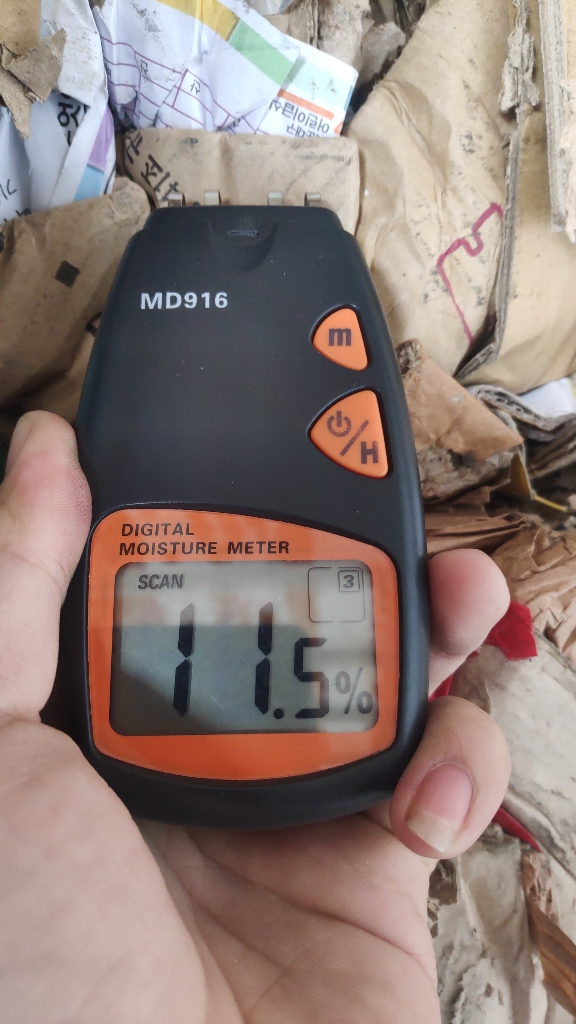 MD916
m
H
DIGITAL
MOISTURE METER
SCAN
3
11.5%